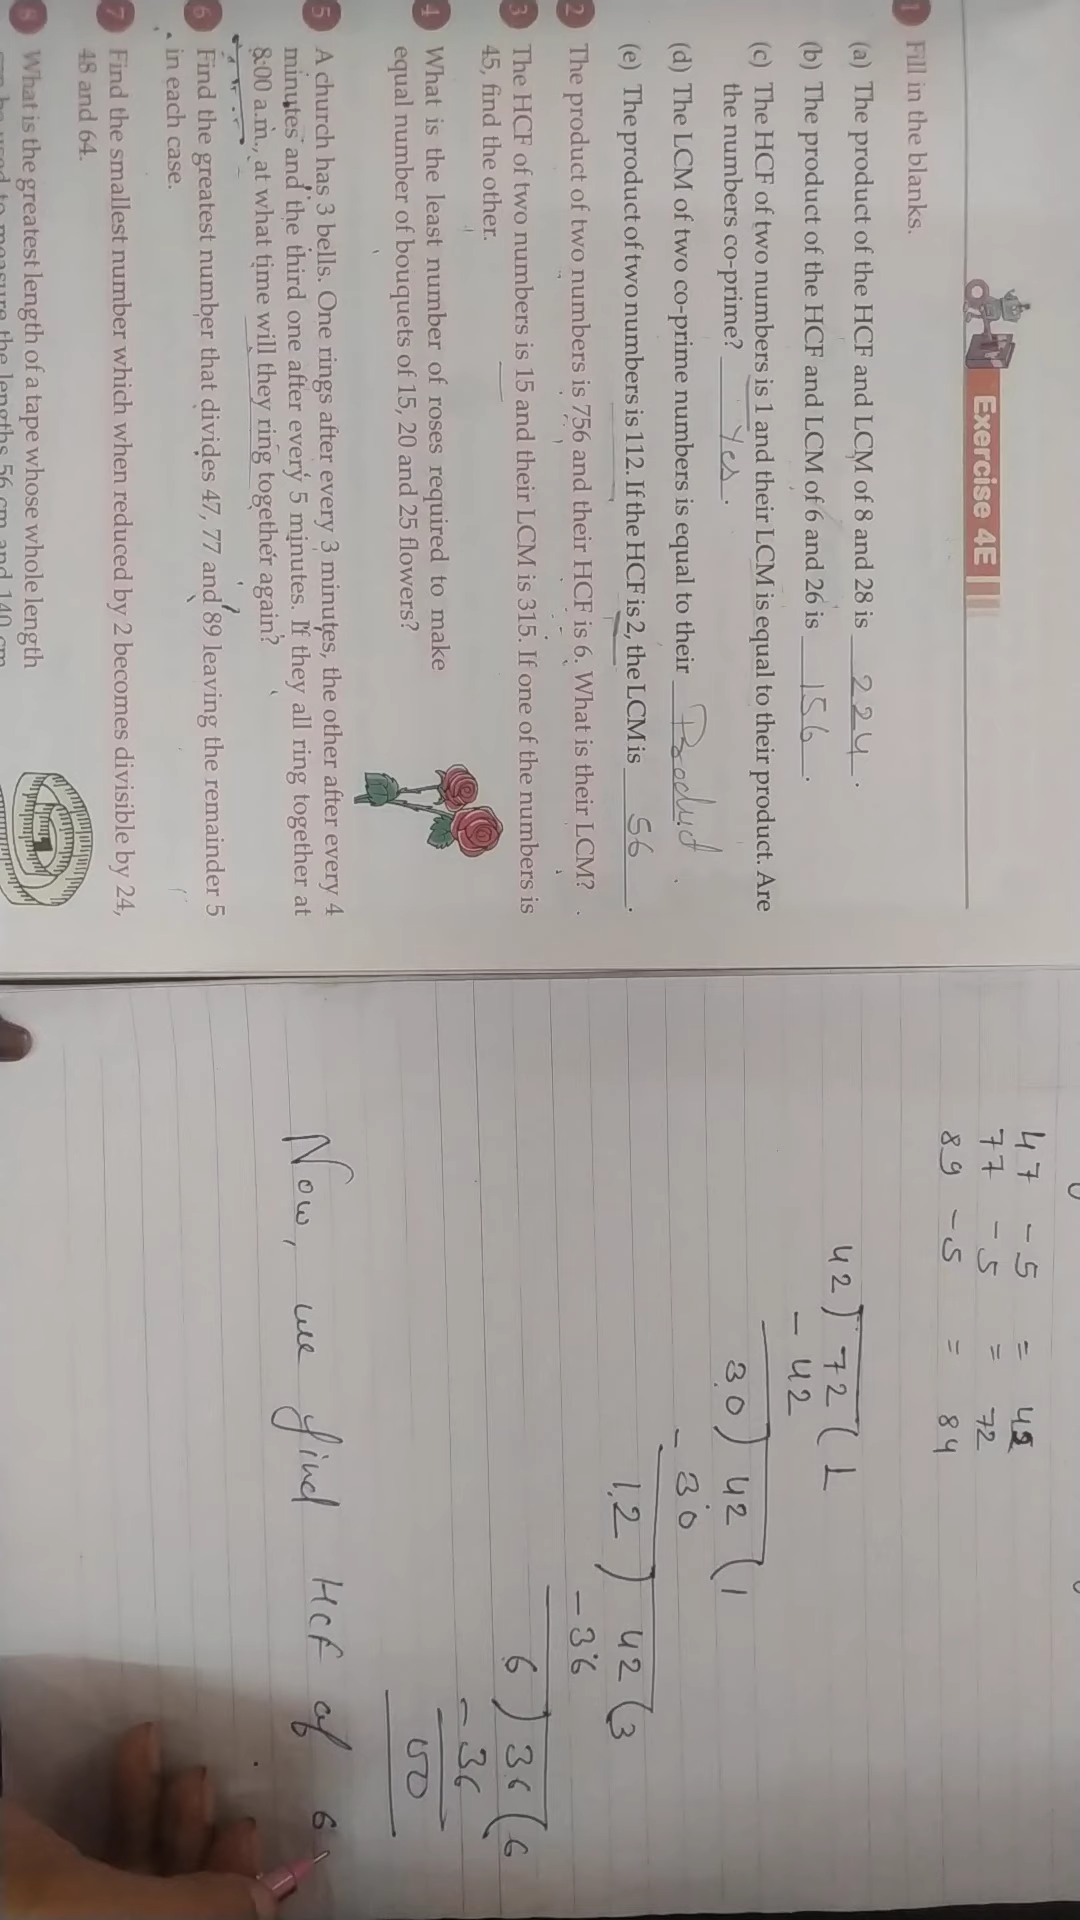 Exercise 4E
1 Fill in the blanks.
(a) The product of the HCF and LCM of 8 and 28 is 224.
(b) The product of the HCF and LCM of 6 and 26 is 156.
(c) The HCF of two numbers is 1 and their LCM is equal to their product. Are
the numbers co-prime? Yes.
(d) The LCM of two co-prime numbers is equal to their Product.
(e) The product of two numbers is 112. If the HCF is 2, the LCM is 56.
2 The product of two numbers is 756 and their HCF is 6. What is their LCM?
3 The HCF of two numbers is 15 and their LCM is 315. If one of the numbers is
45, find the other.
4 What is the least number of roses required to make
equal number of bouquets of 15, 20 and 25 flowers?
5 A church has 3 bells. One rings after every 3 minutes, the other after every 4
minutes and the third one after every 5 minutes. If they all ring together at
8:00 a.m., at what time will they ring together again?
6 Find the greatest number that divides 47, 77 and 89 leaving the remainder 5
in each case.
7 Find the smallest number which when reduced by 2 becomes divisible by 24,
48 and 64.
8 What is the greatest length of a tape whose whole length
can be used to measure the lengths 56 cm and 140 cm
47 - 5 = 42
77 - 5 = 72
89 - 5 = 84
42) 72 (1
- 42
30) 42 (1
- 30
12) 42 (3
- 36
6) 36 (6
- 36
00
Now, we find HCF of 6